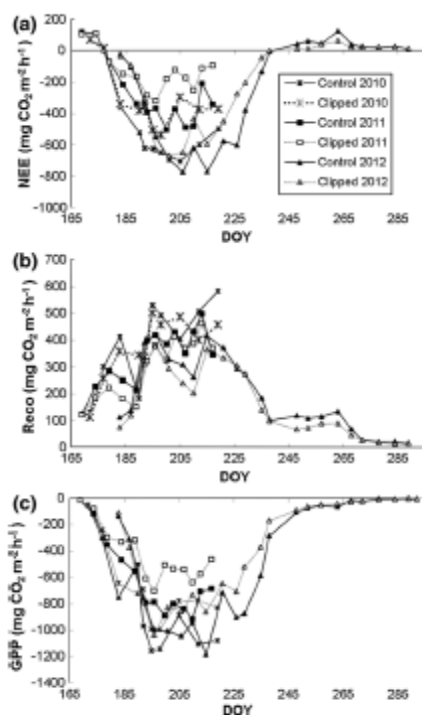 (a)
200
0
-200
-400
-600
-800
-1000
NEE (mg CO2 m-2 h-1)
165 185 205 225 245 265 285
DOY
Control 2010
Clipped 2010
Control 2011
Clipped 2011
Control 2012
Clipped 2012
(b)
700
600
500
400
300
200
100
0
Reco (mg CO2 m-2 h-1)
165 185 205 225 245 265 285
DOY
(c)
165 185 205 225 245 265 285
0
-200
-400
-600
-800
-1000
-1200
-1400
GPP (mg CO2 m-2 h-1)
DOY